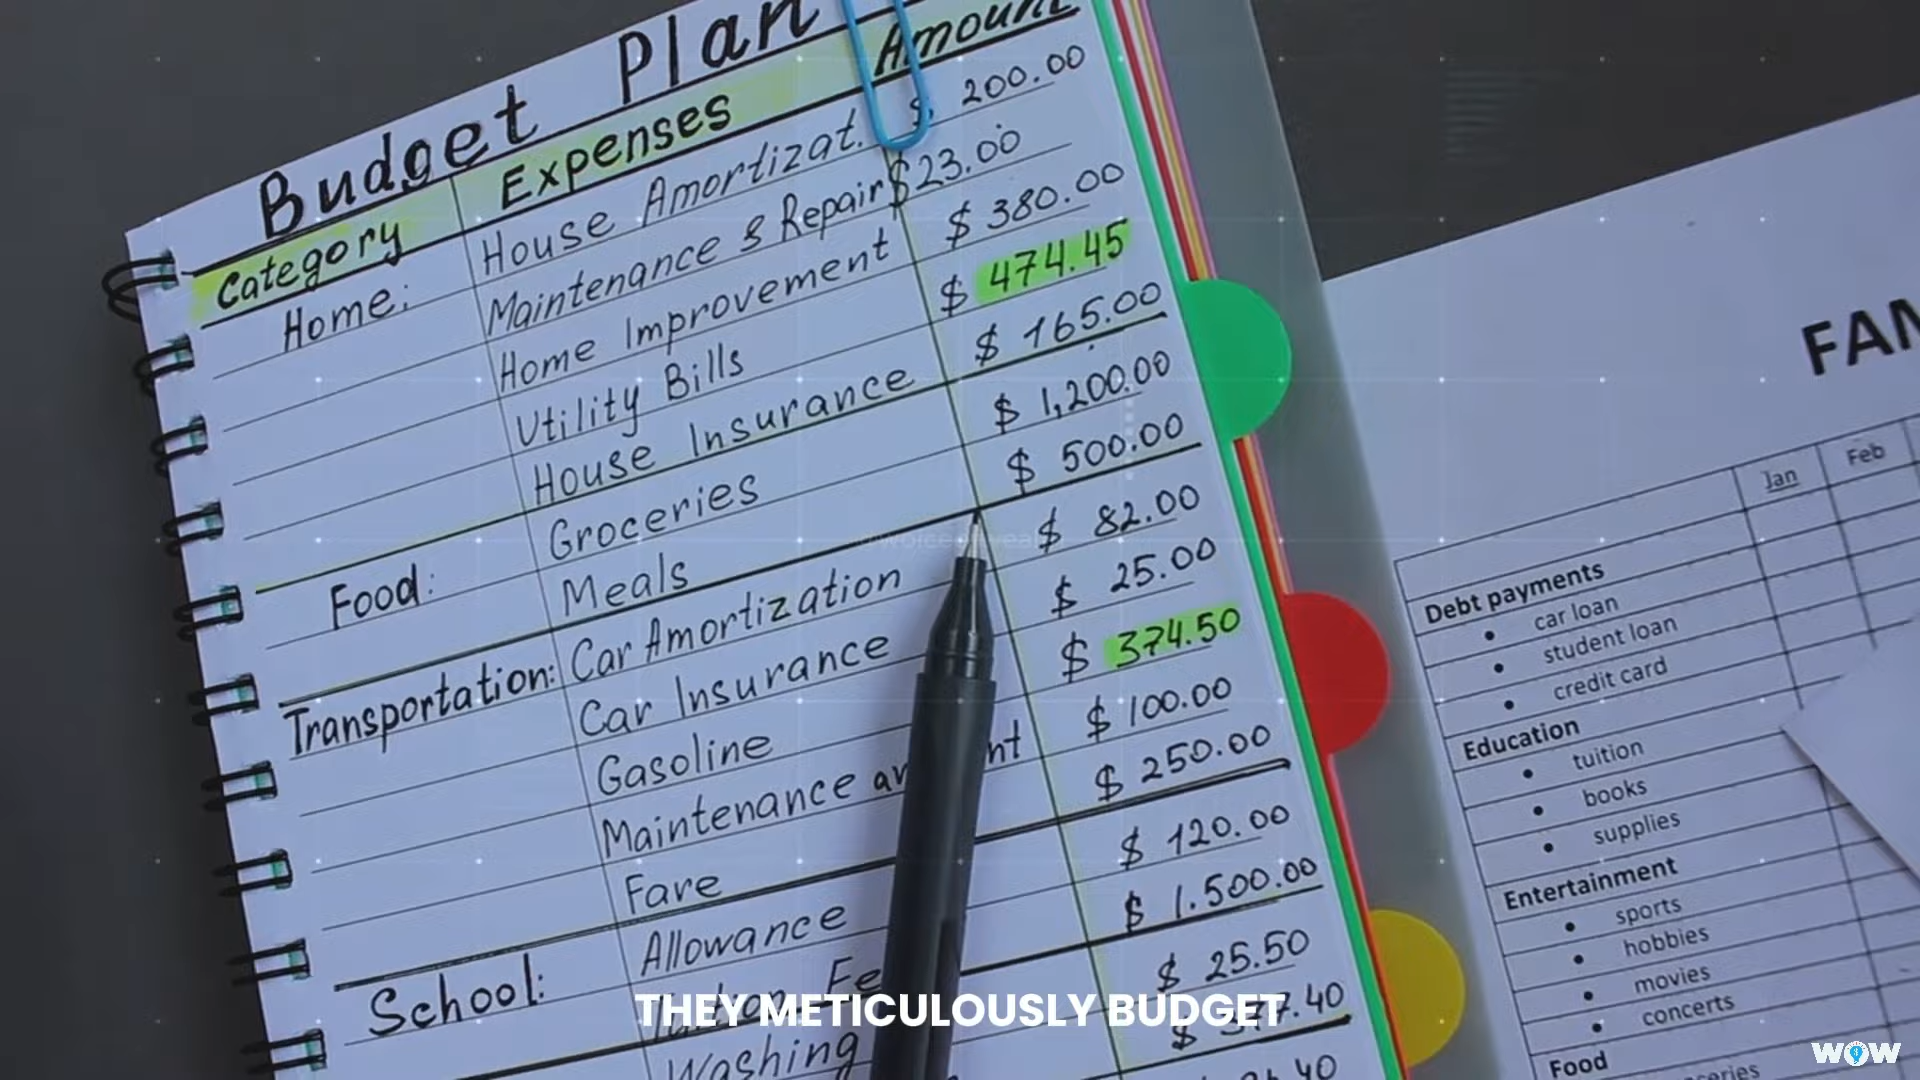 Budget Plan
Category Expenses Amount
Home: House Amortizat. $ 200.00
Maintenance & Repair $23.00
Home Improvement $ 380.00
Utility Bills $ 474.45
House Insurance $ 165.00
Food: Groceries $ 1,200.00
Meals $ 500.00
Transportation: Car Amortization $ 82.00
Car Insurance $ 25.00
Gasoline $ 374.50
Maintenance $ 100.00
Fare $ 250.00
School: Allowance $ 120.00
$ 1.500.00
Washing $ 25.50
THEY METICULOUSLY BUDGET
Jan Feb
Debt payments
• car loan
• student loan
• credit card
Education
• tuition
• books
• supplies
Entertainment
• sports
• hobbies
• movies
• concerts
Food
WOW